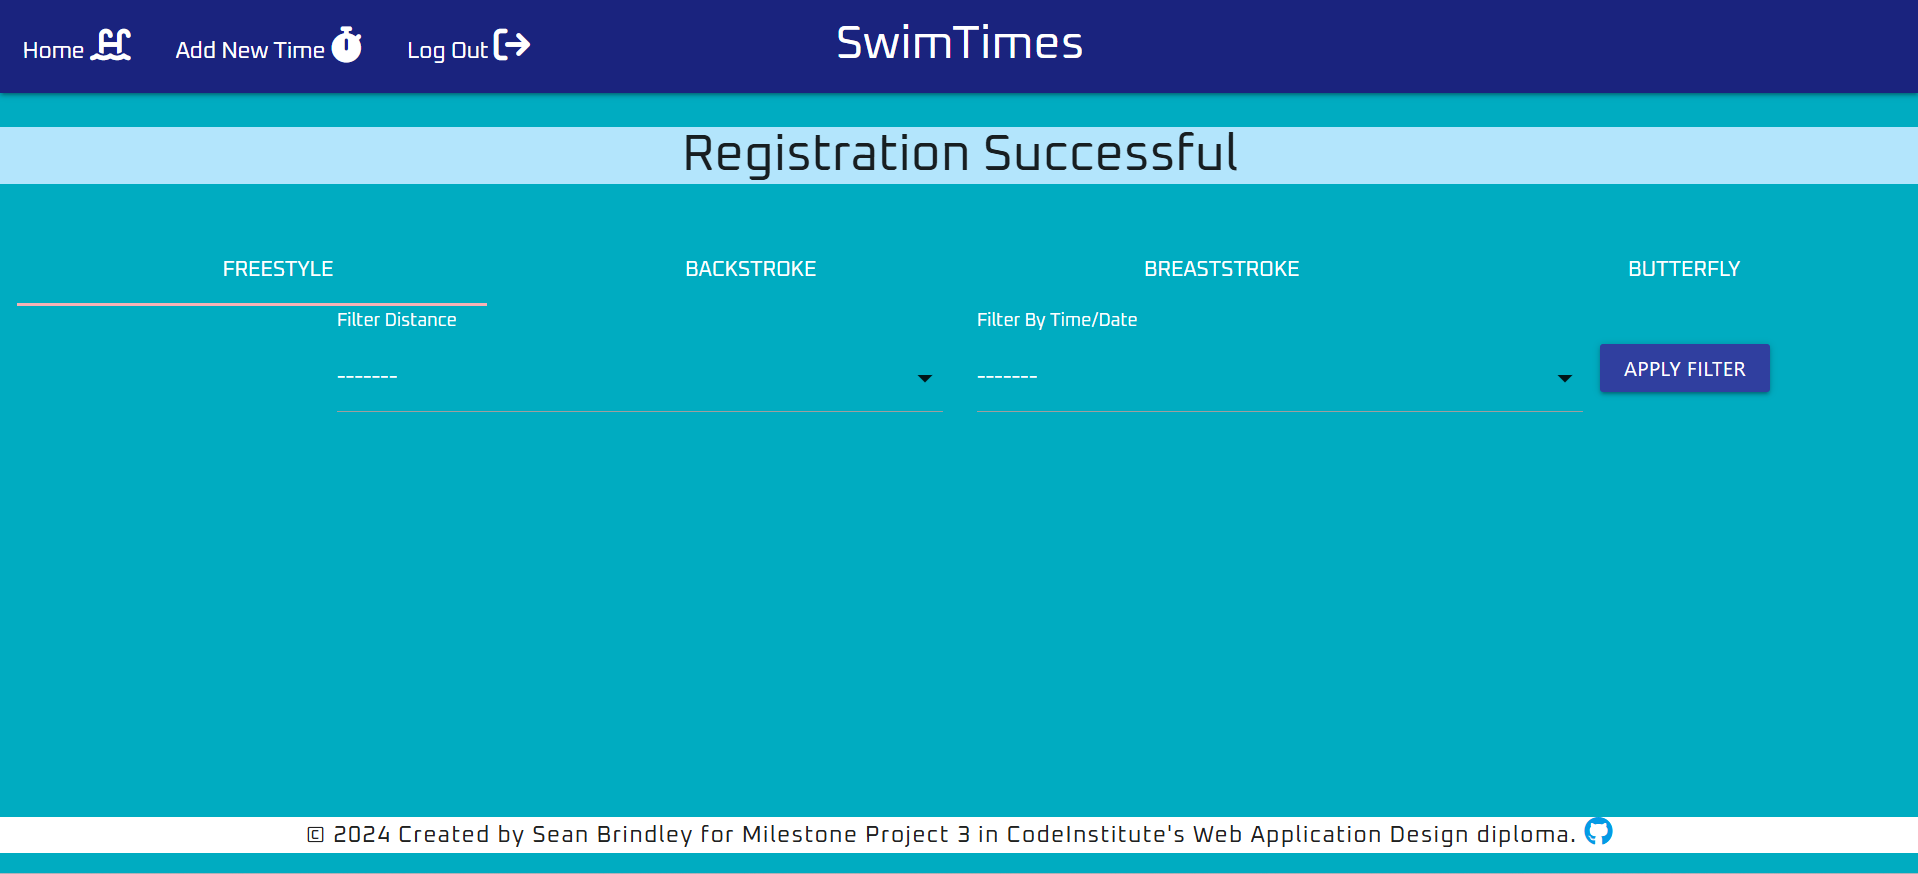 Home Add New Time Log Out SwimTimes
Registration Successful
FREESTYLE BACKSTROKE BREASTSTROKE BUTTERFLY
Filter Distance Filter By Time/Date
------- ------- APPLY FILTER
© 2024 Created by Sean Brindley for Milestone Project 3 in CodeInstitute's Web Application Design diploma.